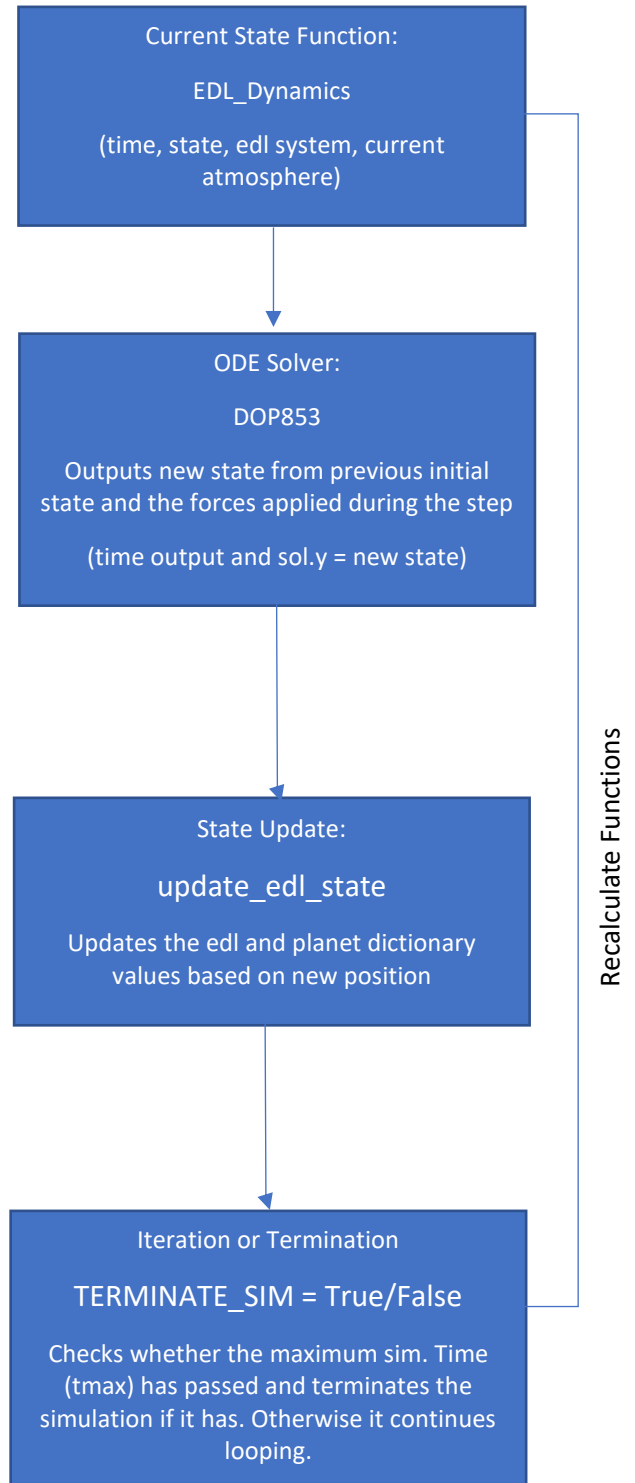 Current State Function:
EDL_Dynamics
(time, state, edl system, current
atmosphere)
ODE Solver:
DOP853
Outputs new state from previous initial
state and the forces applied during the step
(time output and sol.y = new state)
State Update:
update_edl_state
Updates the edl and planet dictionary
values based on new position
Iteration or Termination
TERMINATE_SIM = True/False
Checks whether the maximum sim. Time
(tmax) has passed and terminates the
simulation if it has. Otherwise it continues
looping.
Recalculate Functions